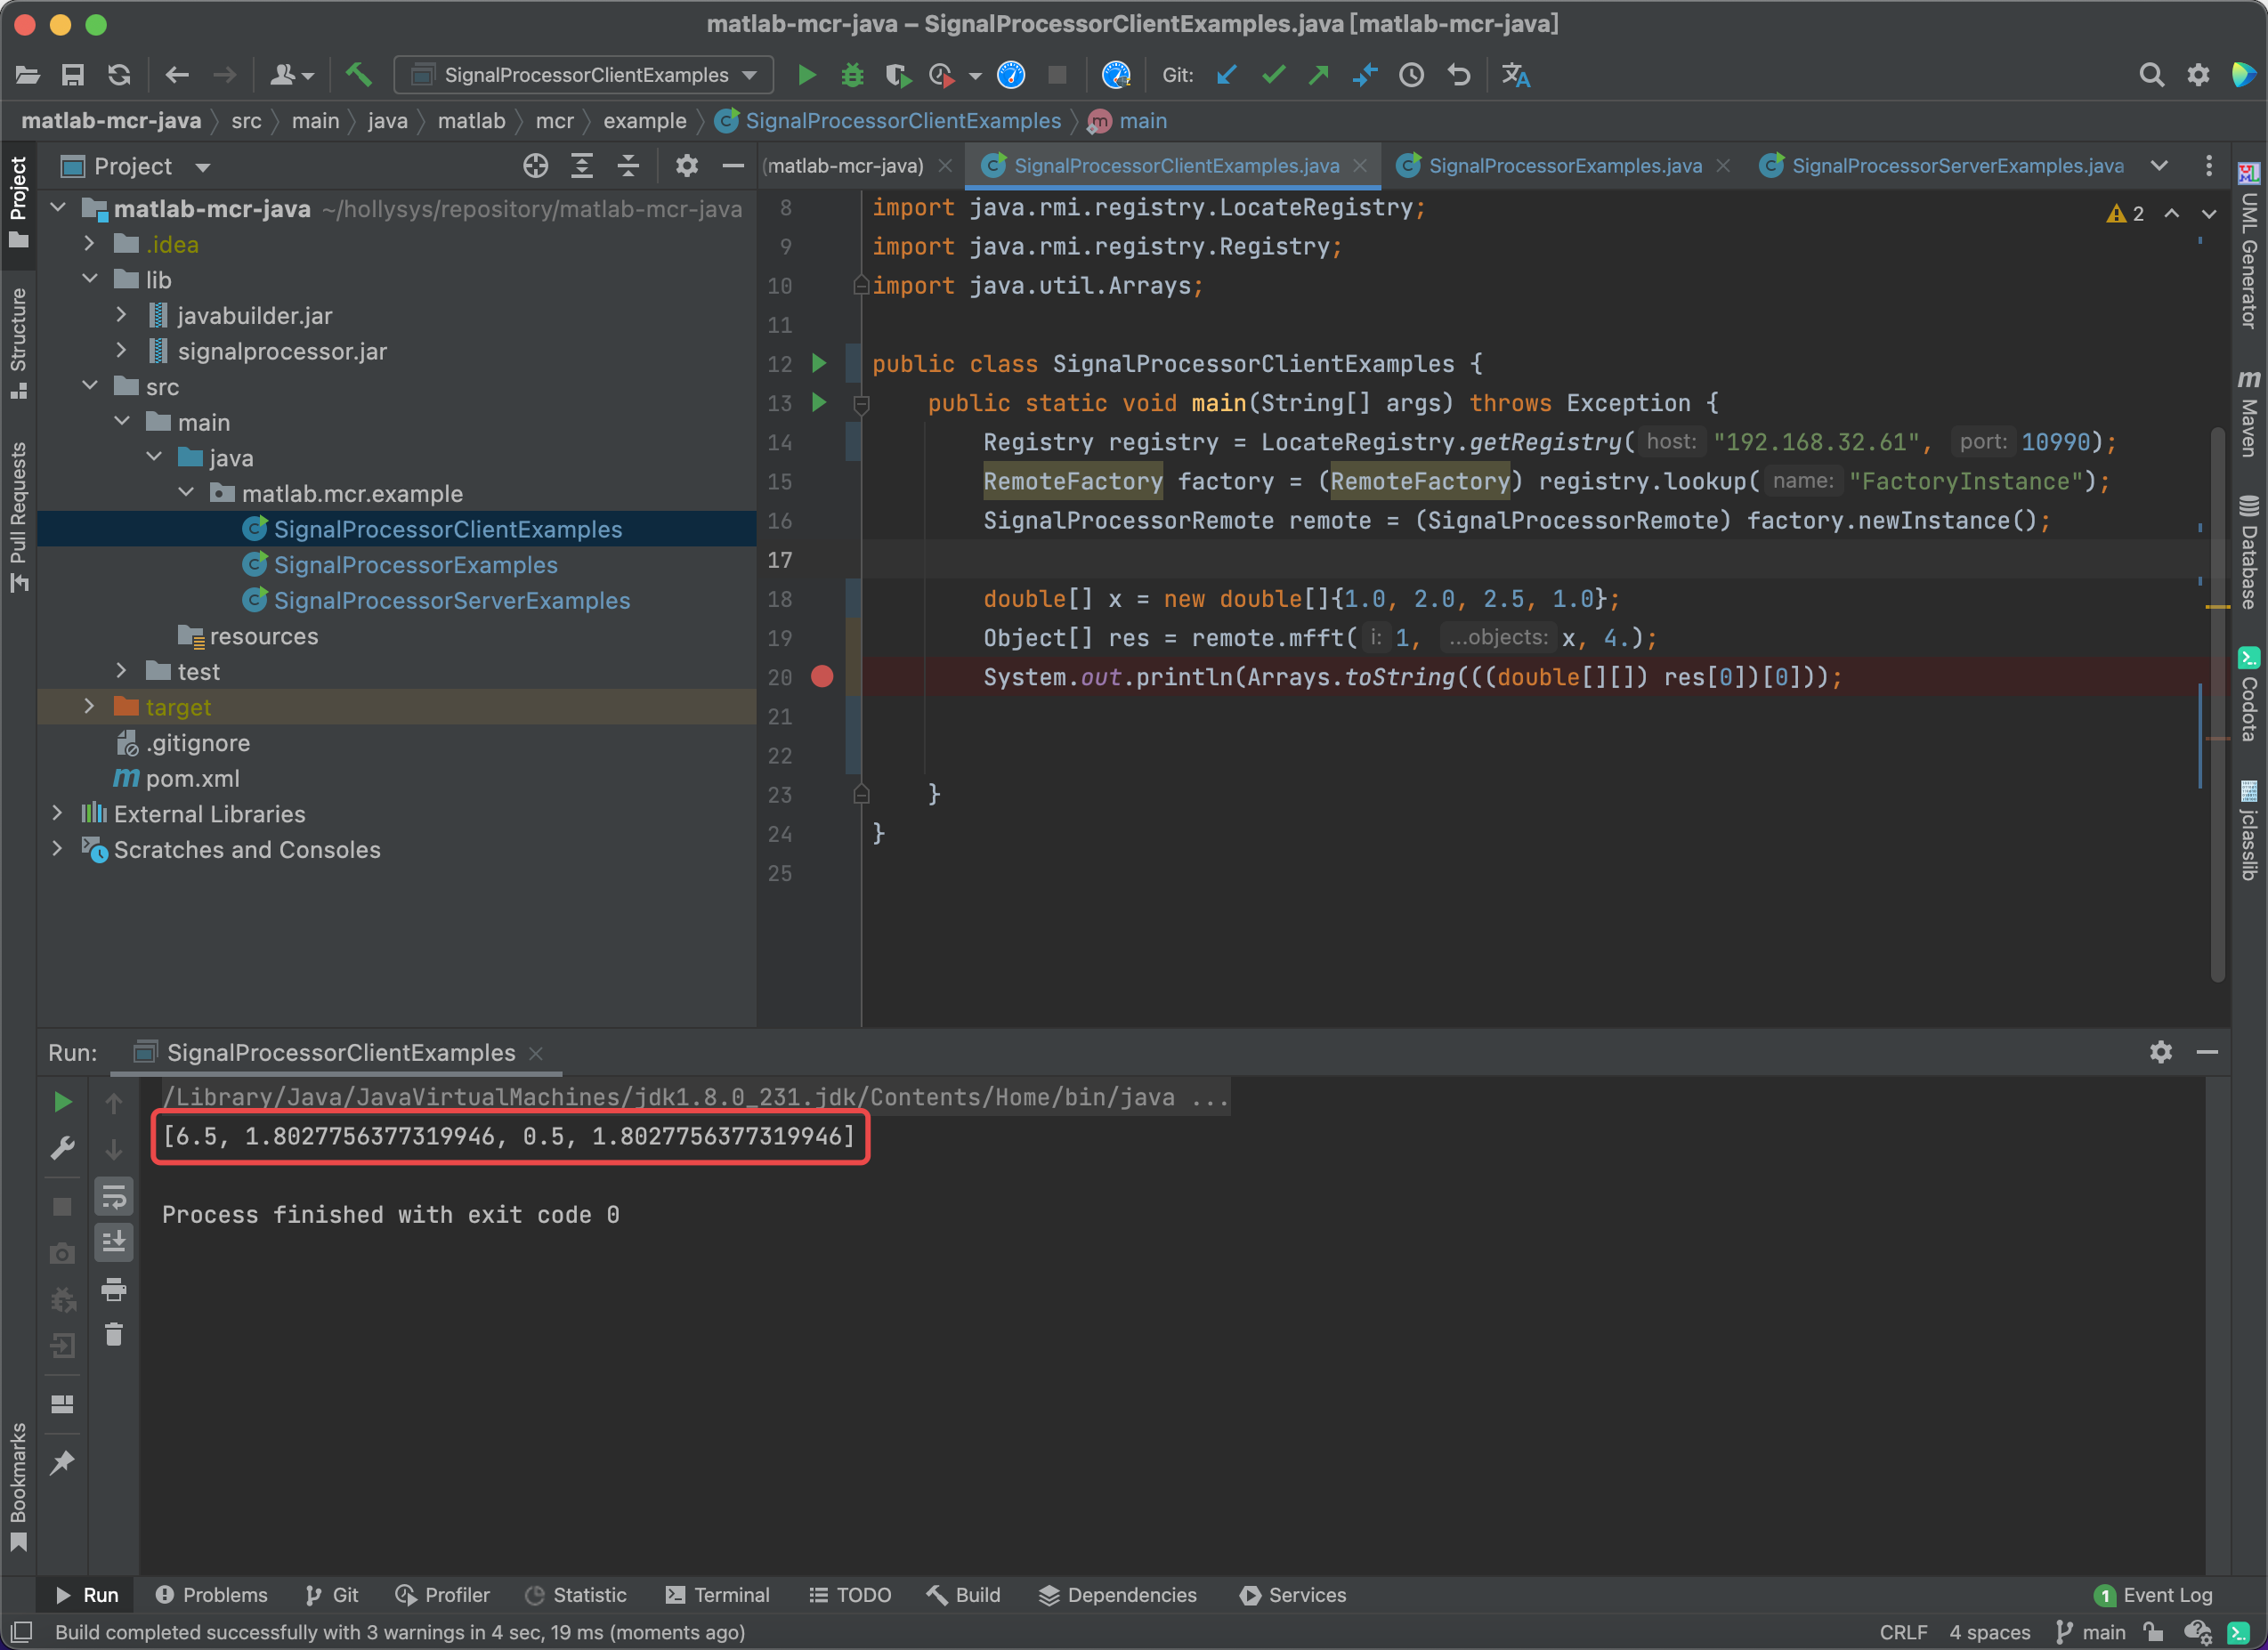 matlab-mcr-java – SignalProcessorClientExamples.java [matlab-mcr-java]
SignalProcessorClientExamples
Git:
matlab-mcr-java src main java matlab mcr example SignalProcessorClientExamples main
Project
(matlab-mcr-java)
SignalProcessorClientExamples.java
SignalProcessorExamples.java
SignalProcessorServerExamples.java
Project
Structure
Pull Requests
Bookmarks
matlab-mcr-java ~/hollysys/repository/matlab-mcr-java
.idea
lib
javabuilder.jar
signalprocessor.jar
src
main
java
matlab.mcr.example
SignalProcessorClientExamples
SignalProcessorExamples
SignalProcessorServerExamples
resources
test
target
.gitignore
pom.xml
External Libraries
Scratches and Consoles
2
8 import java.rmi.registry.LocateRegistry;
9 import java.rmi.registry.Registry;
10 import java.util.Arrays;
11
12 public class SignalProcessorClientExamples {
13 public static void main(String[] args) throws Exception {
14 Registry registry = LocateRegistry.getRegistry( host: "192.168.32.61", port: 10990);
15 RemoteFactory factory = (RemoteFactory) registry.lookup( name: "FactoryInstance");
16 SignalProcessorRemote remote = (SignalProcessorRemote) factory.newInstance();
17
18 double[] x = new double[]{1.0, 2.0, 2.5, 1.0};
19 Object[] res = remote.mfft( i: 1, ...objects: x, 4.);
20 System.out.println(Arrays.toString(((double[][]) res[0])[0]));
21
22
23 }
24 }
25
UML Generator
Maven
Database
Codota
jclasslib
Run: SignalProcessorClientExamples
/Library/Java/JavaVirtualMachines/jdk1.8.0_231.jdk/Contents/Home/bin/java ...
[6.5, 1.8027756377319946, 0.5, 1.8027756377319946]
Process finished with exit code 0
Run Problems Git Profiler Statistic Terminal TODO Build Dependencies Services 1 Event Log
Build completed successfully with 3 warnings in 4 sec, 19 ms (moments ago) CRLF 4 spaces main